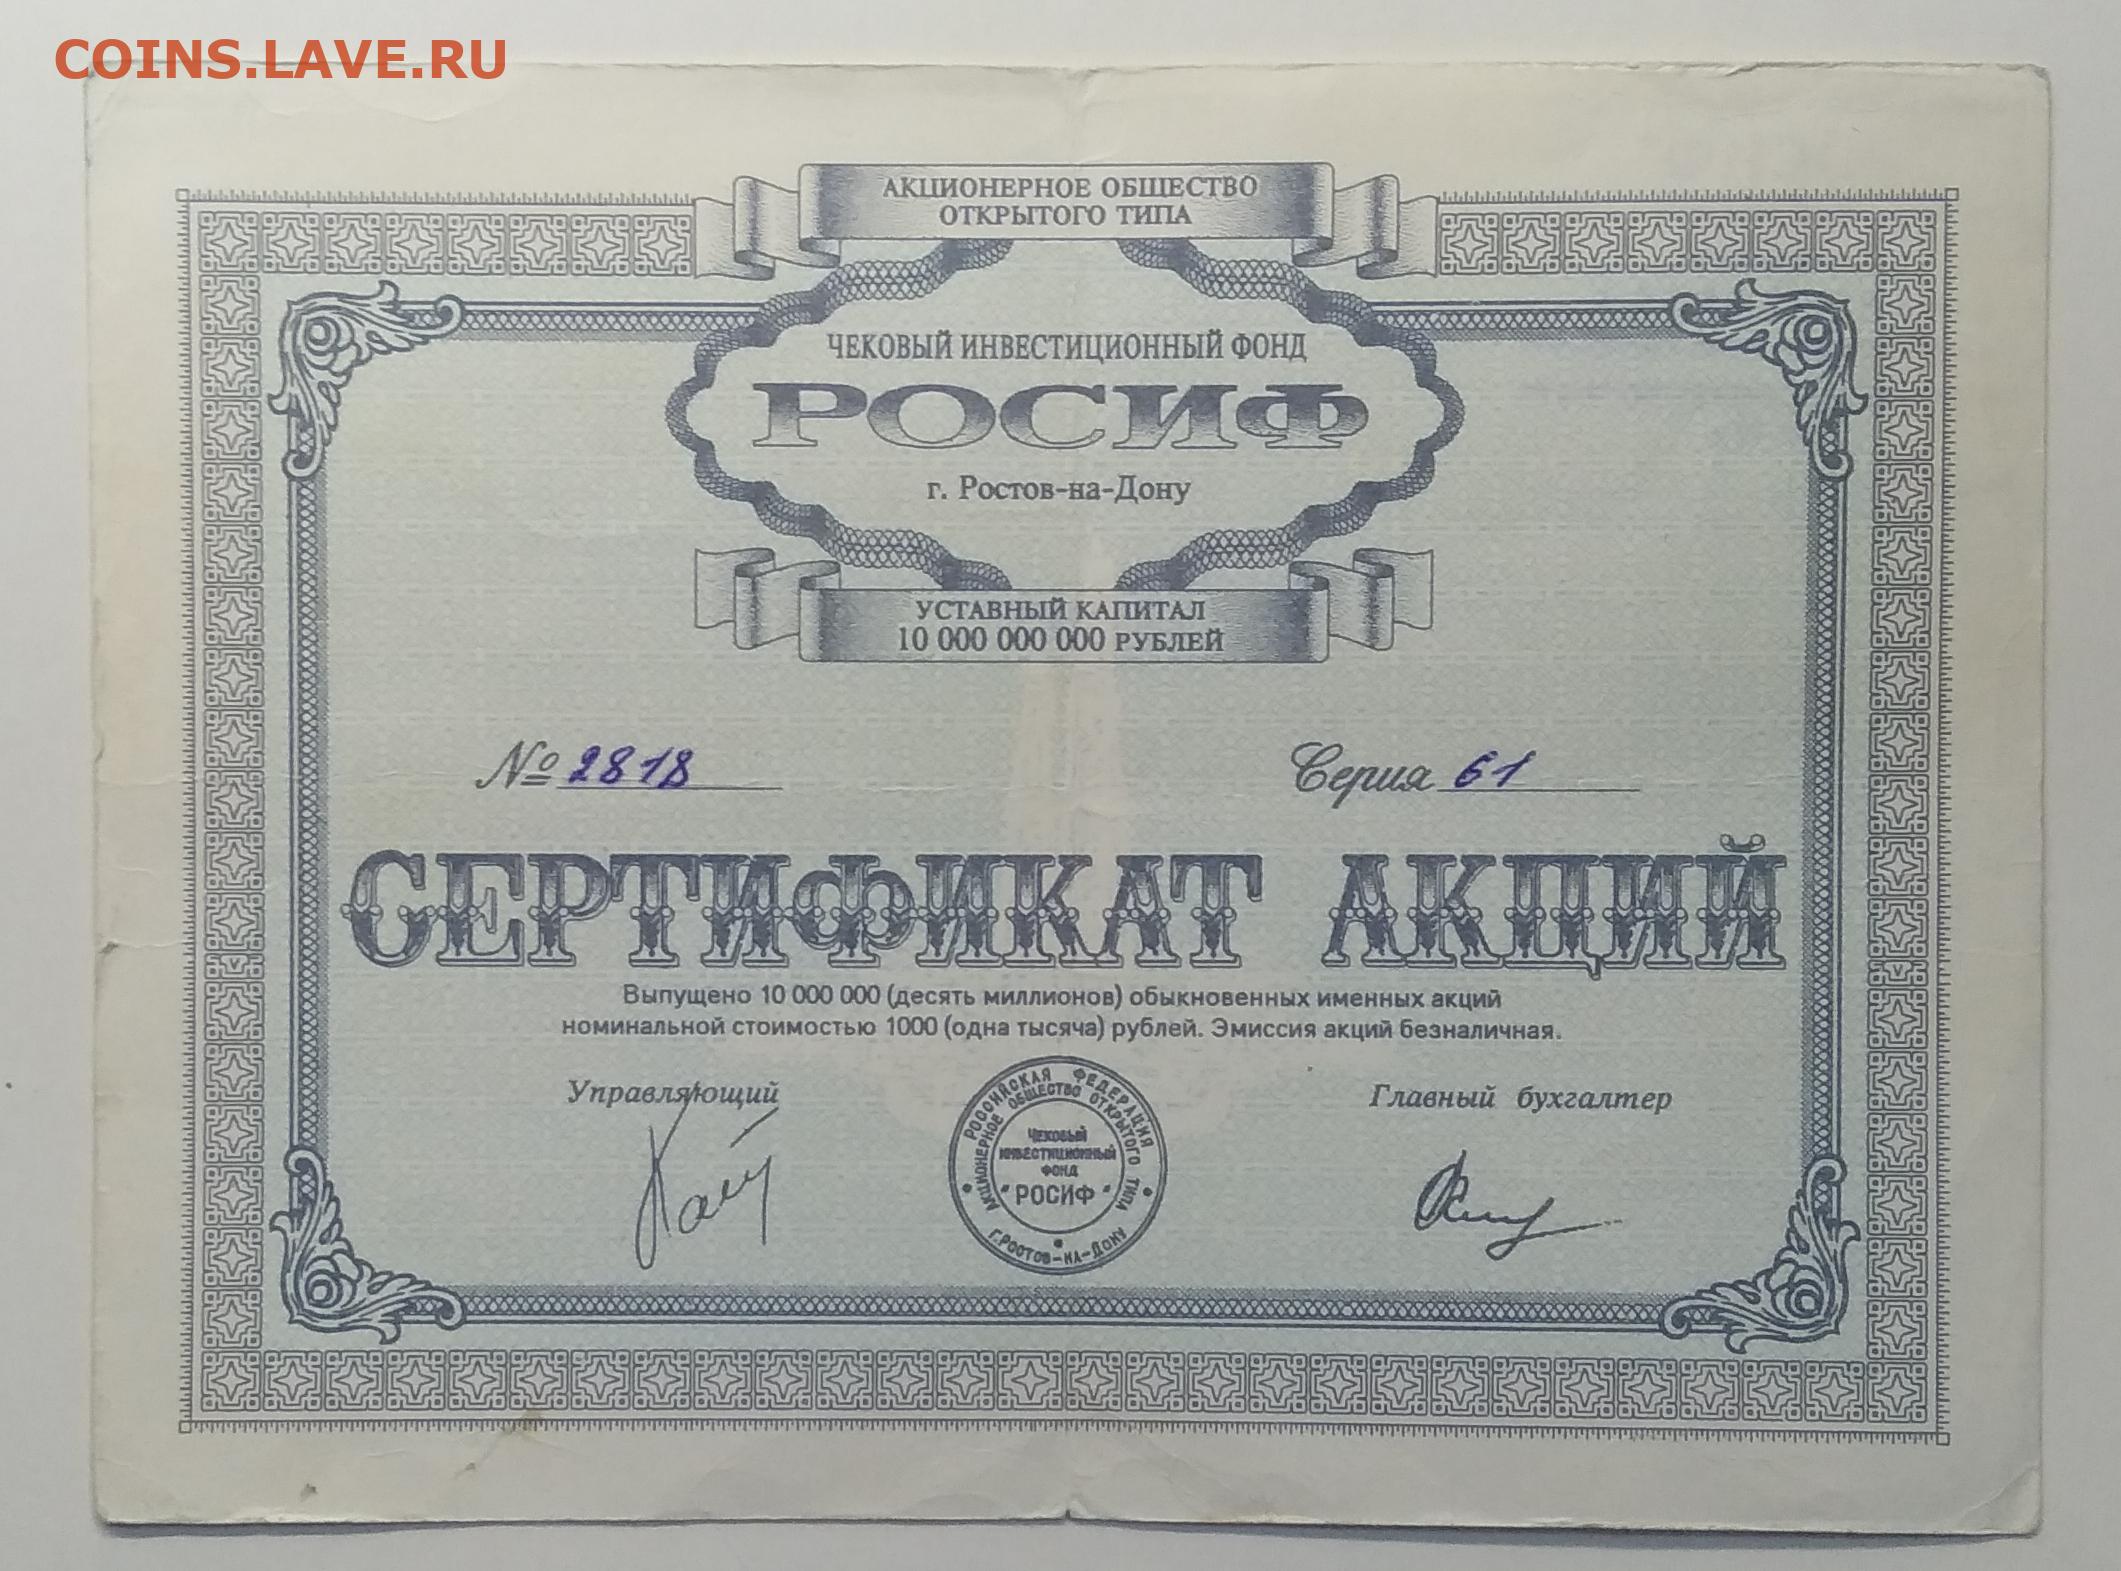 COINS.LAVE.RU
АКЦИОНЕРНОЕ ОБЩЕСТВО
ОТКРЫТОГО ТИПА
ЧЕКОВЫЙ ИНВЕСТИЦИОННЫЙ ФОНД
РОСИФ
г. Ростов-на-Дону
УСТАВНЫЙ КАПИТАЛ
10 000 000 000 РУБЛЕЙ
№ 2818 Серия 61
СЕРТИФИКАТ АКЦИЙ
Выпущено 10 000 000 (десять миллионов) обыкновенных именных акций
номинальной стоимостью 1000 (одна тысяча) рублей. Эмиссия акций безналичная.
Управляющий Главный бухгалтер
РОССИЙСКАЯ ФЕДЕРАЦИЯ
АКЦИОНЕРНОЕ ОБЩЕСТВО ОТКРЫТОГО ТИПА
ЧЕКОВЫЙ
ИНВЕСТИЦИОННЫЙ
ФОНД
"РОСИФ"
Г.РОСТОВ-НА-ДОНУ